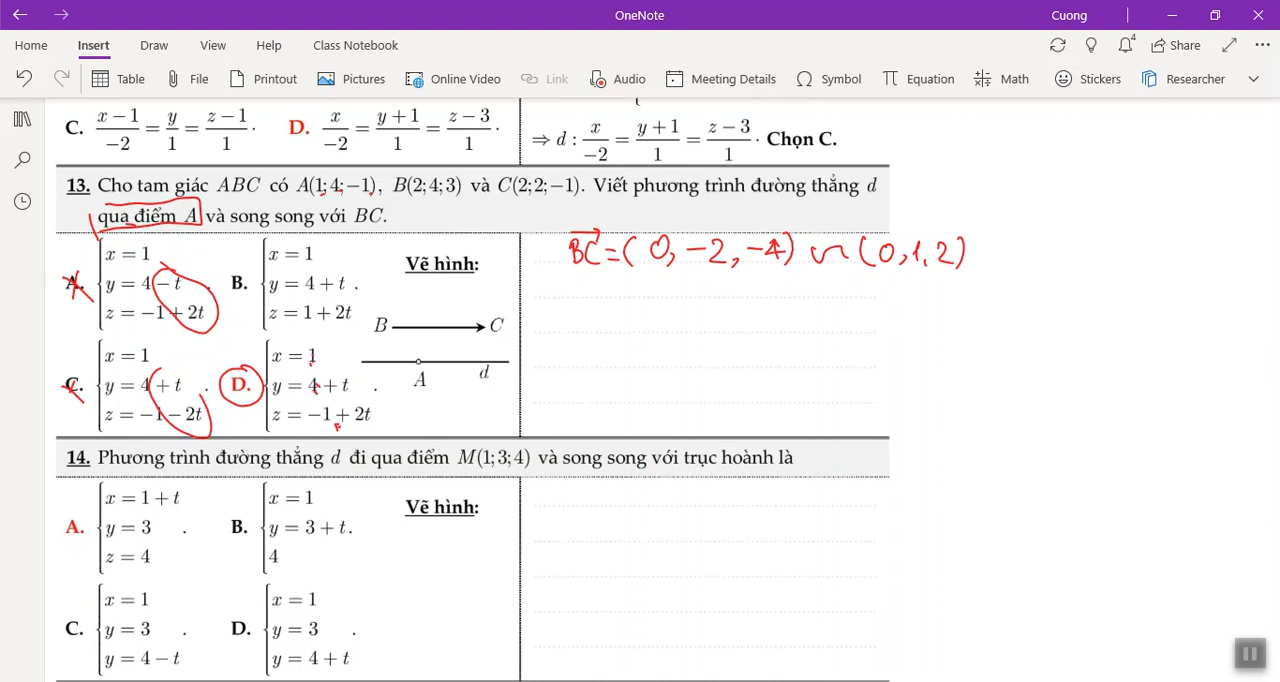 OneNote
Cuong
Home Insert Draw View Help Class Notebook
4 Share
Table File Printout Pictures Online Video Link Audio Meeting Details Symbol Equation Math Stickers Researcher
C. (x − 1)/−2 = y/1 = (z − 1)/1 · D. x/−2 = (y + 1)/1 = (z − 3)/1 ·
⇒ d : x/−2 = (y + 1)/1 = (z − 3)/1 · Chọn C.
13. Cho tam giác ABC có A(1; 4; −1), B(2; 4; 3) và C(2; 2; −1). Viết phương trình đường thẳng d
qua điểm A và song song với BC.
BC = (0, −2, −4) ∽ (0, 1, 2)
A. { x = 1
y = 4 − t
z = −1 + 2t .
B. { x = 1
y = 4 + t
z = 1 + 2t .
Vẽ hình:
B C
A d
C. { x = 1
y = 4 + t
z = −1 − 2t .
D. { x = 1
y = 4 + t
z = −1 + 2t .
14. Phương trình đường thẳng d đi qua điểm M(1; 3; 4) và song song với trục hoành là
A. { x = 1 + t
y = 3
z = 4 .
B. { x = 1
y = 3 + t
4 .
Vẽ hình:
C. { x = 1
y = 3
y = 4 − t .
D. { x = 1
y = 3
y = 4 + t .